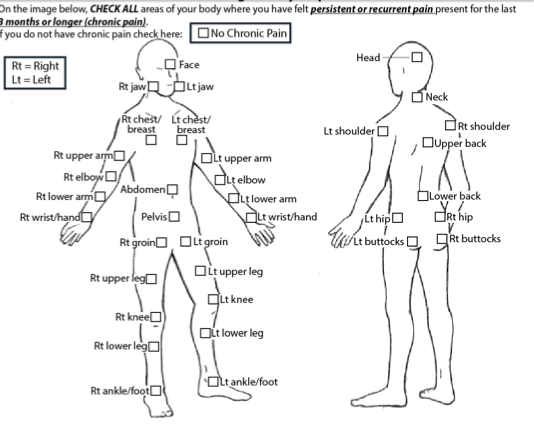 On the image below, CHECK ALL areas of your body where you have felt persistent or recurrent pain present for the last
3 months or longer (chronic pain).
If you do not have chronic pain check here: No Chronic Pain
Rt = Right
Lt = Left
Face
Rt jaw Lt jaw
Rt chest/
breast
Lt chest/
breast
Rt upper arm Lt upper arm
Rt elbow Lt elbow
Abdomen
Rt lower arm Lt lower arm
Rt wrist/hand Pelvis Lt wrist/hand
Rt groin Lt groin
Rt upper leg Lt upper leg
Lt knee
Rt knee
Lt lower leg
Rt lower leg
Rt ankle/foot Lt ankle/foot
Head
Neck
Lt shoulder Rt shoulder
Upper back
Lower back
Lt hip Rt hip
Lt buttocks Rt buttocks